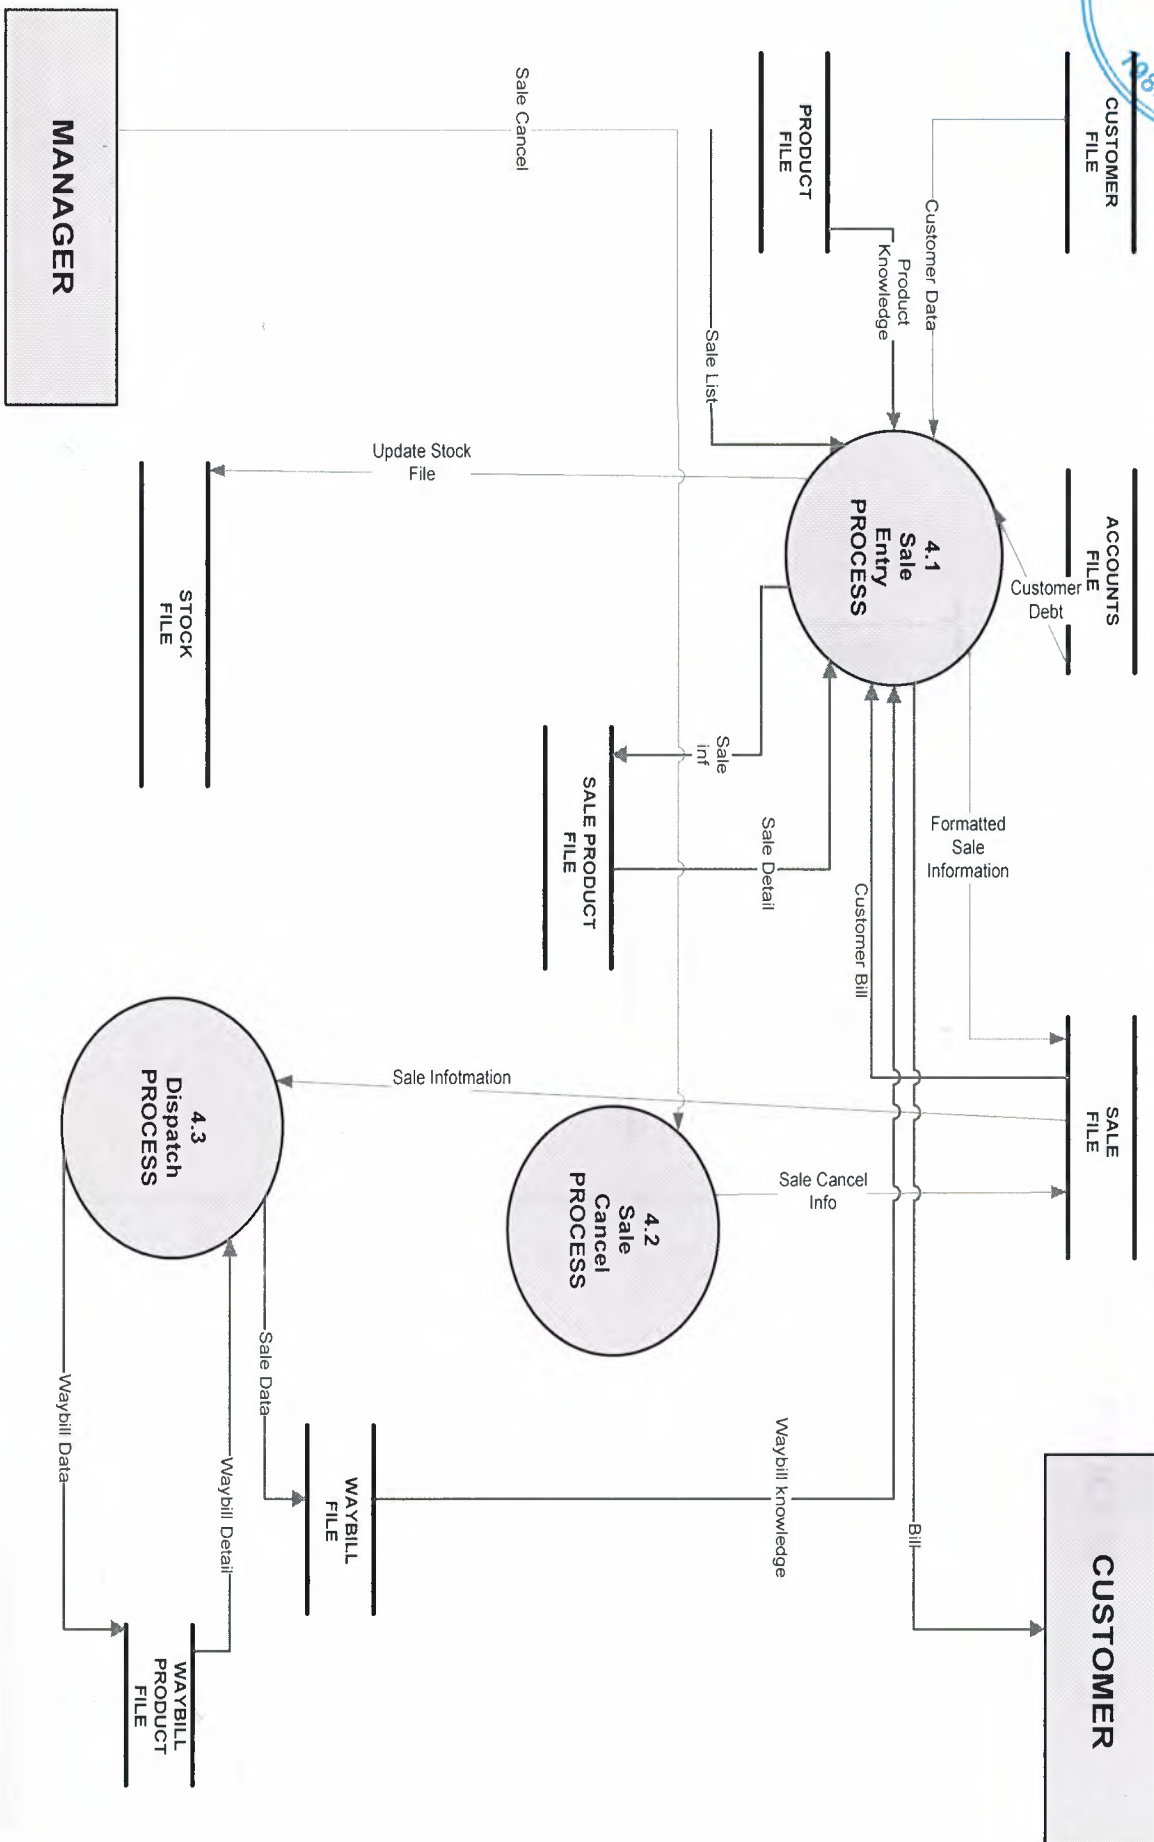 CUSTOMER
FILE
ACCOUNTS
FILE
SALE
FILE
CUSTOMER
Customer Data
Customer
Debt
Formatted
Sale
Information
Bill
PRODUCT
FILE
Product
Knowledge
4.1
Sale
Entry
PROCESS
Customer Bill
Sale List
Sale
inf
Sale Detail
Sale Cancel
Info
Waybill knowledge
Sale Cancel
SALE PRODUCT
FILE
4.2
Sale
Cancel
PROCESS
Update Stock
File
Sale Infotmation
WAYBILL
FILE
STOCK
FILE
4.3
Dispatch
PROCESS
Sale Data
Waybill Detail
WAYBILL
PRODUCT
FILE
Waybill Data
MANAGER